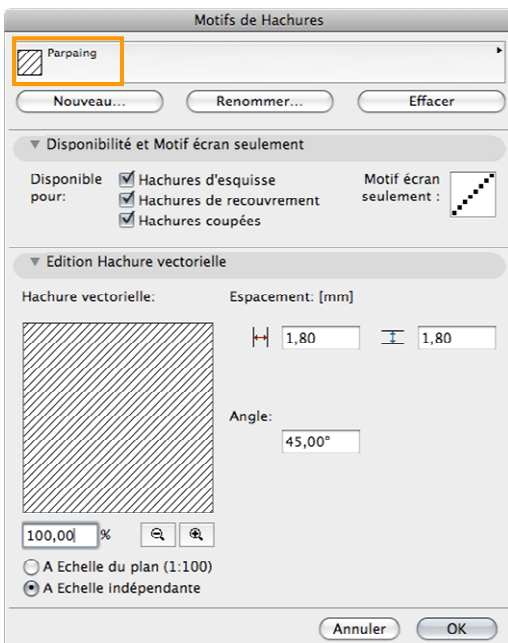 Motifs de Hachures
Parpaing
Nouveau... Renommer... Effacer
Disponibilité et Motif écran seulement
Disponible pour:
Hachures d'esquisse
Hachures de recouvrement
Hachures coupées
Motif écran seulement :
Edition Hachure vectorielle
Hachure vectorielle:
Espacement: [mm]
1,80 1,80
Angle:
45,00°
100,00 %
A Echelle du plan (1:100)
A Echelle indépendante
Annuler OK